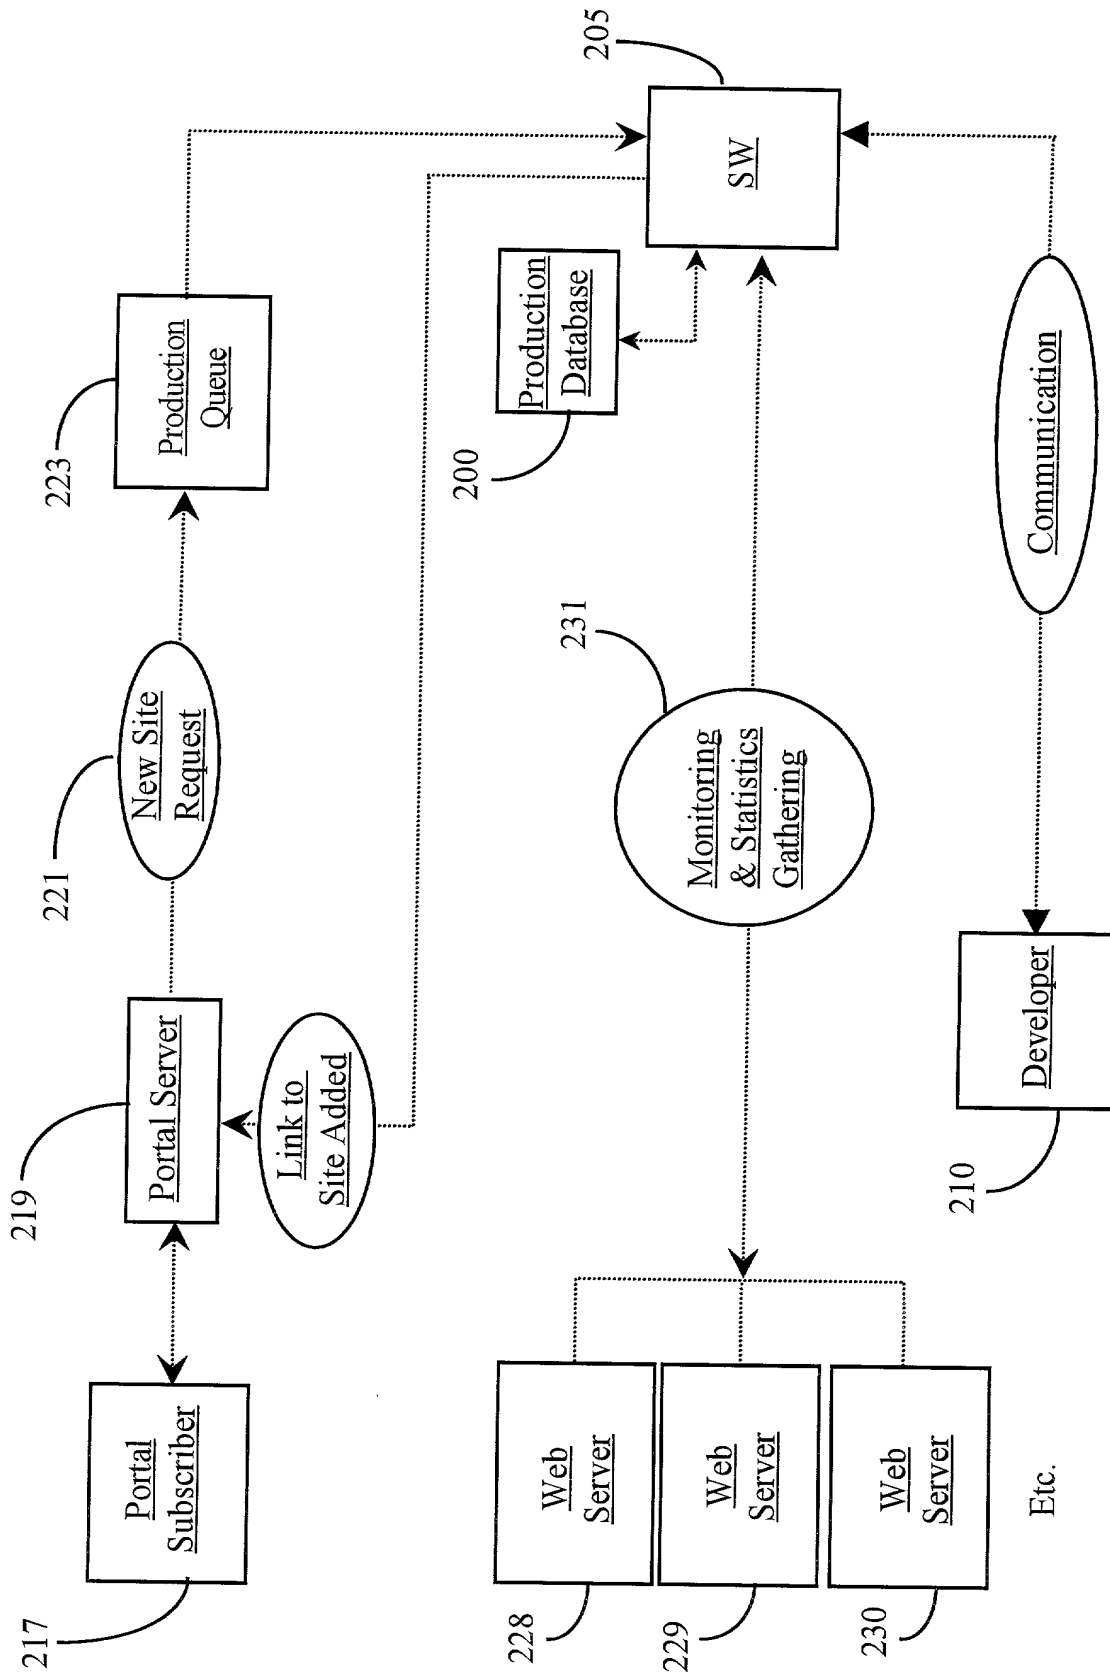 217
Portal
Subscriber
219
Portal Server
221
New Site
Request
223
Production
Queue
Link to
Site Added
200
Production
Database
205
SW
231
Monitoring
& Statistics
Gathering
228
Web
Server
229
Web
Server
230
Web
Server
Etc.
210
Developer
Communication